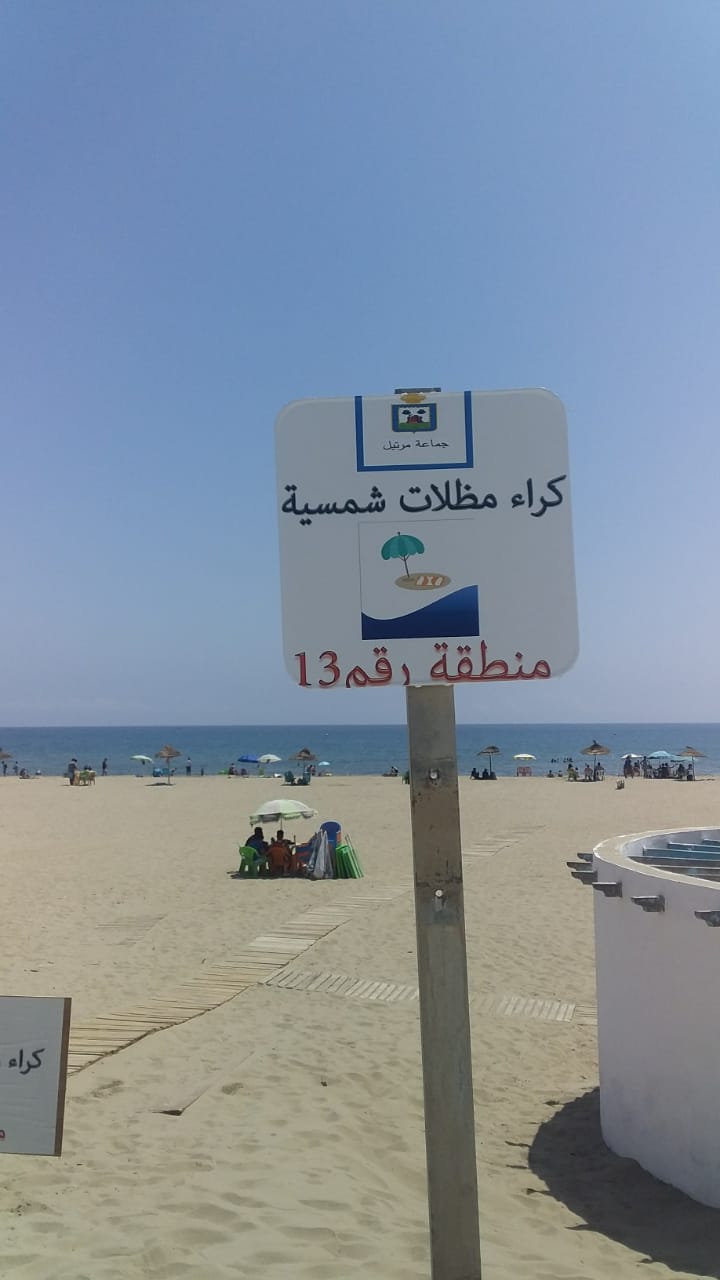 جماعة مرتيل
كراء مظلات شمسية
منطقة رقم13
كراء